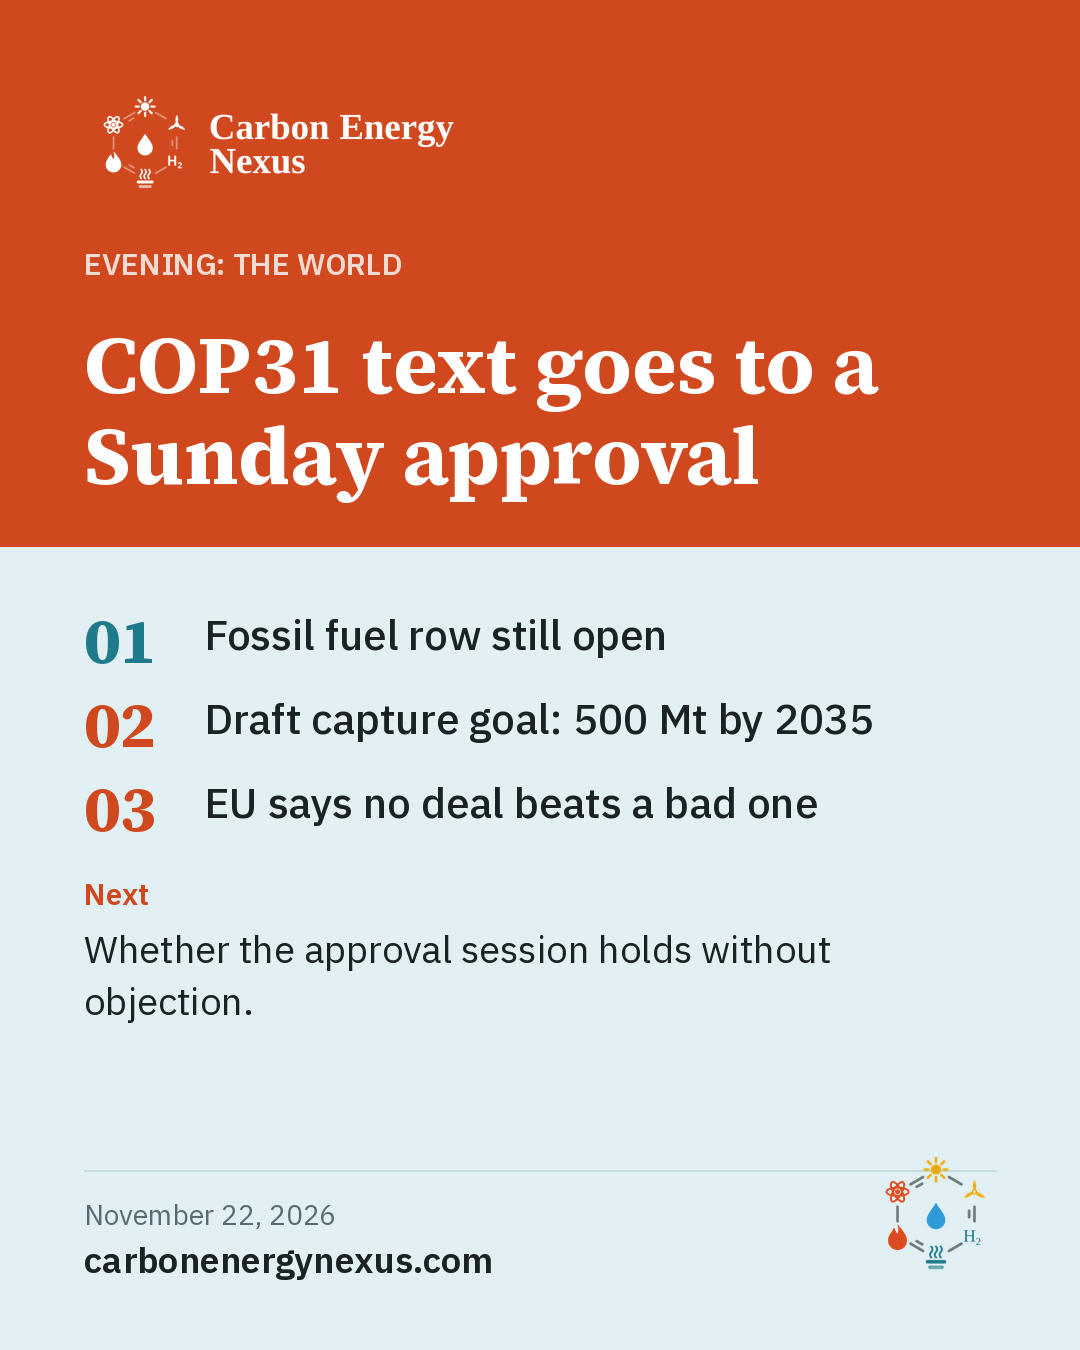 Carbon Energy
Nexus
H₂
EVENING: THE WORLD
COP31 text goes to a
Sunday approval
01 Fossil fuel row still open
02 Draft capture goal: 500 Mt by 2035
03 EU says no deal beats a bad one
Next
Whether the approval session holds without
objection.
November 22, 2026
carbonenergynexus.com
H₂